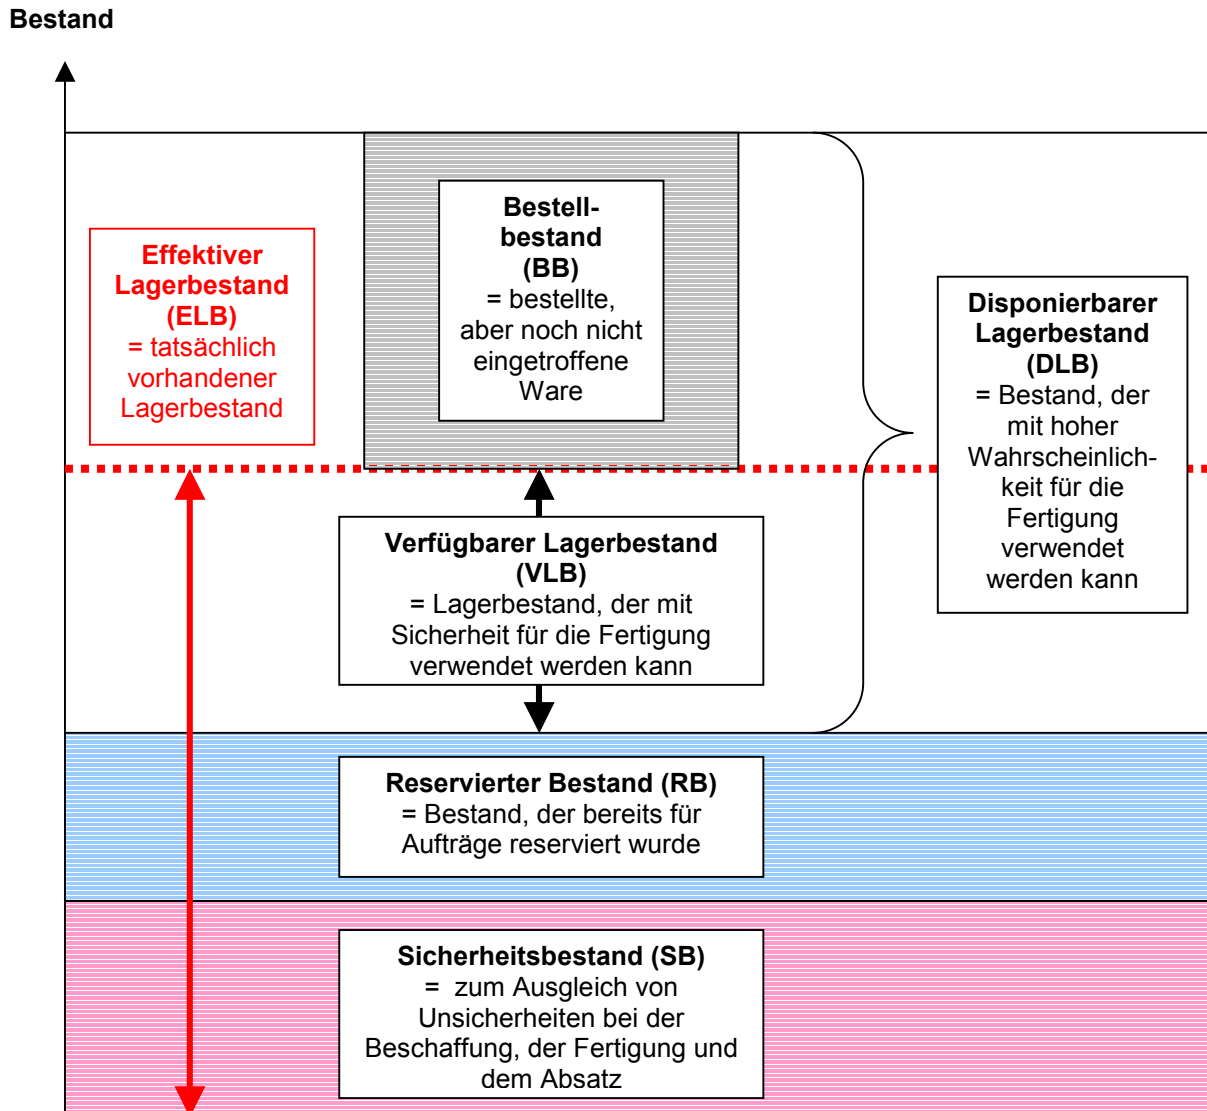 Bestand
Effektiver
Lagerbestand
(ELB)
= tatsächlich
vorhandener
Lagerbestand
Bestell-
bestand
(BB)
= bestellte,
aber noch nicht
eingetroffene
Ware
Disponierbarer
Lagerbestand
(DLB)
= Bestand, der
mit hoher
Wahrscheinlich-
keit für die
Fertigung
verwendet
werden kann
Verfügbarer Lagerbestand
(VLB)
= Lagerbestand, der mit
Sicherheit für die Fertigung
verwendet werden kann
Reservierter Bestand (RB)
= Bestand, der bereits für
Aufträge reserviert wurde
Sicherheitsbestand (SB)
= zum Ausgleich von
Unsicherheiten bei der
Beschaffung, der Fertigung und
dem Absatz